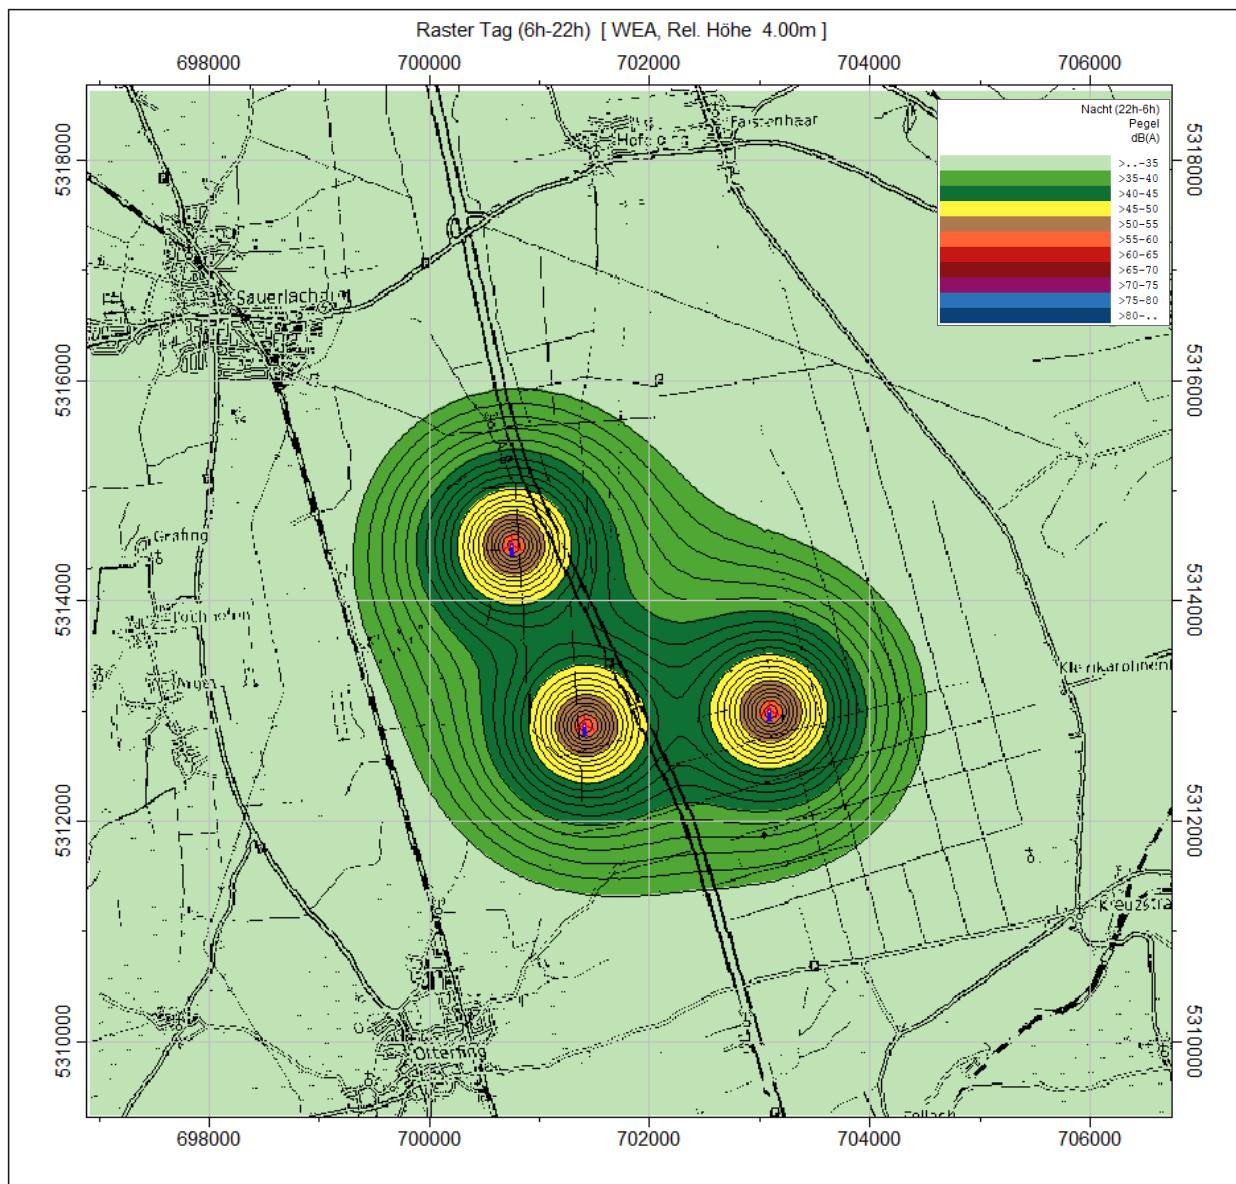 Raster Tag (6h-22h) [ WEA, Rel. Höhe 4.00m ]
698000 700000 702000 704000 706000
Nacht (22h-6h)
Pegel
dB(A)
>..-35
>35-40
>40-45
>45-50
>50-55
>55-60
>60-65
>65-70
>70-75
>75-80
>80-..
5318000 5318000
5316000 5316000
5314000 5314000
5312000 5312000
5310000 5310000
Faistenhaar
Grafing
Otterfing
Kreuzstra
698000 700000 702000 704000 706000